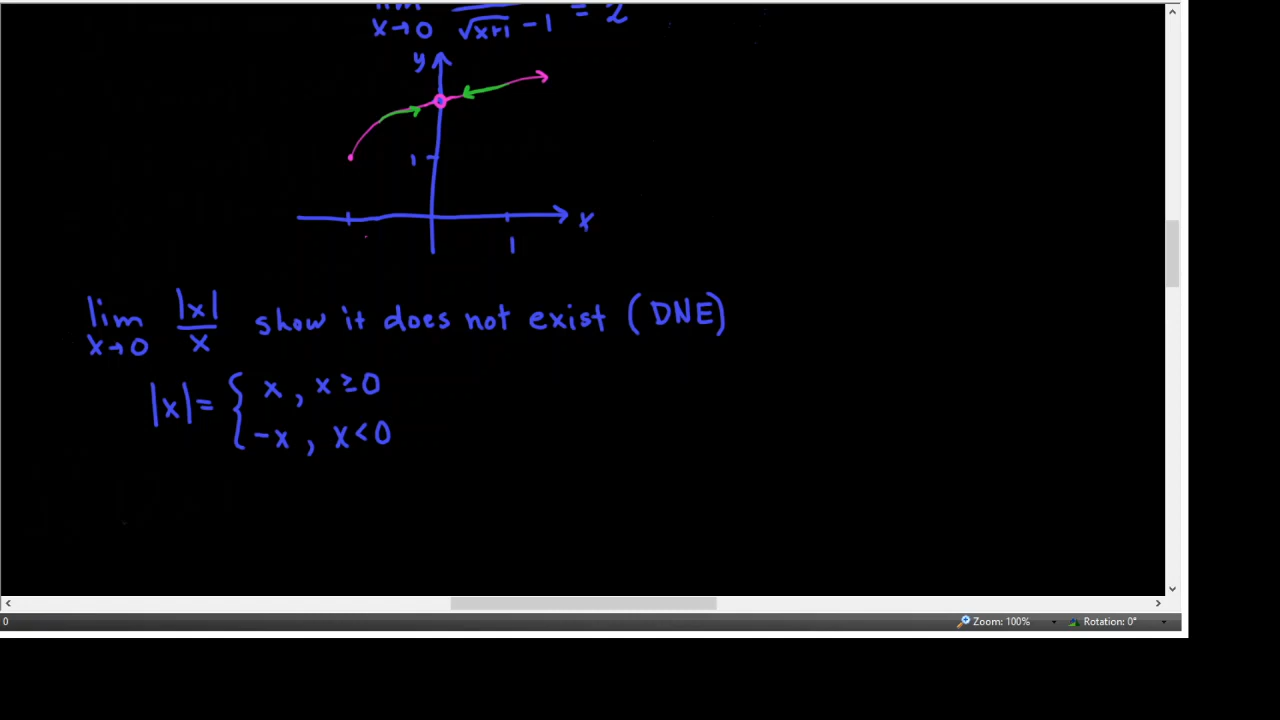 lim x→0 / √x+1 - 1 = 2
y
1
x
1
lim x→0 |x|/x show it does not exist (DNE)
|x| = { x , x ≥ 0
-x , x < 0
0 Zoom: 100% Rotation: 0°